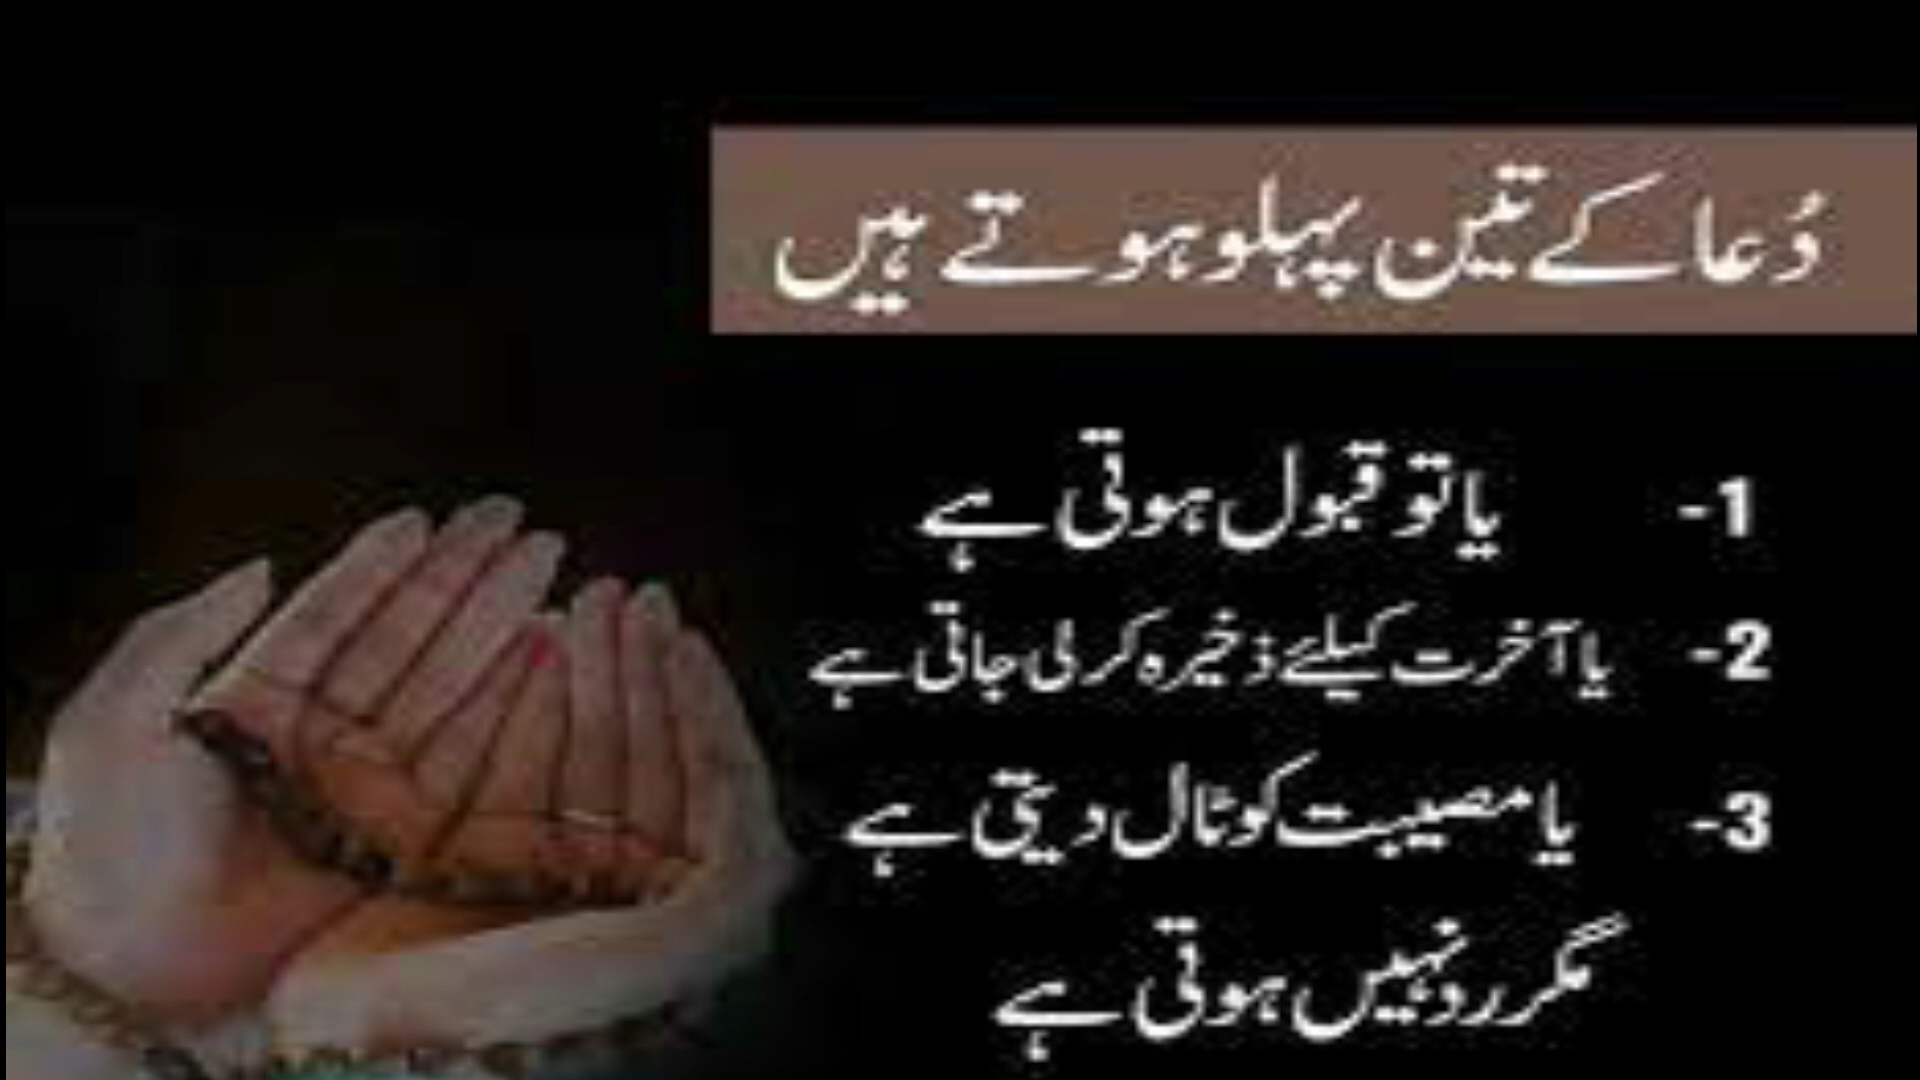 دُعا کے تین پہلو ہوتے ہیں
1- یا تو قبول ہوتی ہے
2- یا آخرت کیلئے ذخیرہ کر لی جاتی ہے
3- یا مصیبت کو ٹال دیتی ہے
مگر رد نہیں ہوتی ہے